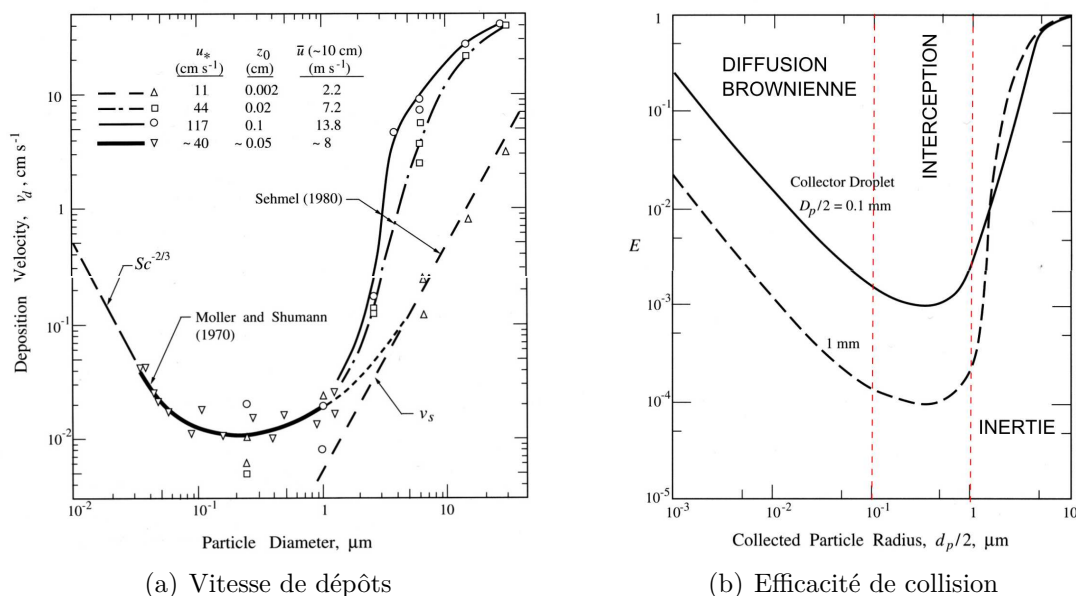 u* z0 ū (~10 cm)
(cm s-1) (cm) (m s-1)
11 0.002 2.2
44 0.02 7.2
117 0.1 13.8
~ 40 ~ 0.05 ~ 8
Sehmel (1980)
Sc-2/3
Moller and Shumann
(1970)
vs
10
1
10-1
10-2
Deposition Welocity, vd, cm s-1
10-2 10-1 1 10
Particle Diameter, μm
(a) Vitesse de dépôts
1
10-1
10-2
E
10-3
10-4
10-5
DIFFUSION
BROWNIENNE
INTERCEPTION
Collector Droplet
Dp/2 = 0.1 mm
1 mm
INERTIE
10-3 10-2 10-1 1 10
Collected Particle Radius, dp/2, μm
(b) Efficacité de collision